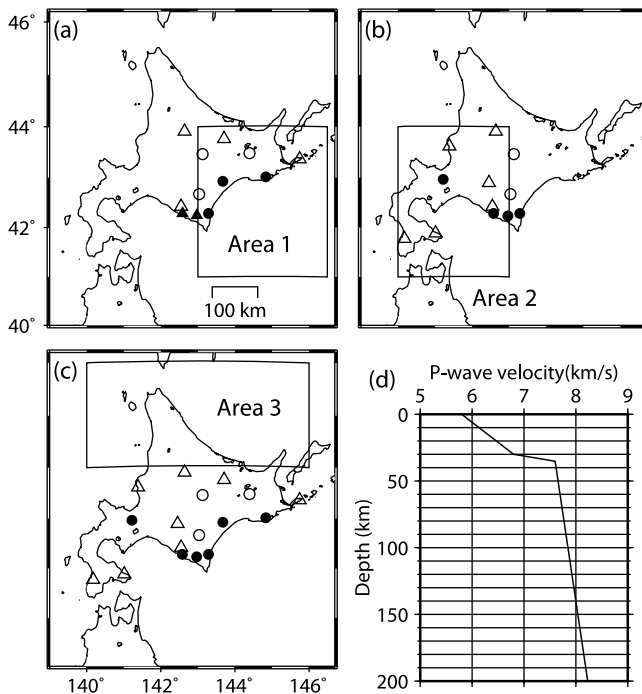 46°
(a)
(b)
44°
42°
Area 1
100 km
Area 2
40°
(c)
Area 3
(d)
P-wave velocity(km/s)
5 6 7 8 9
0
50
100
150
200
Depth (km)
140° 142° 144° 146°